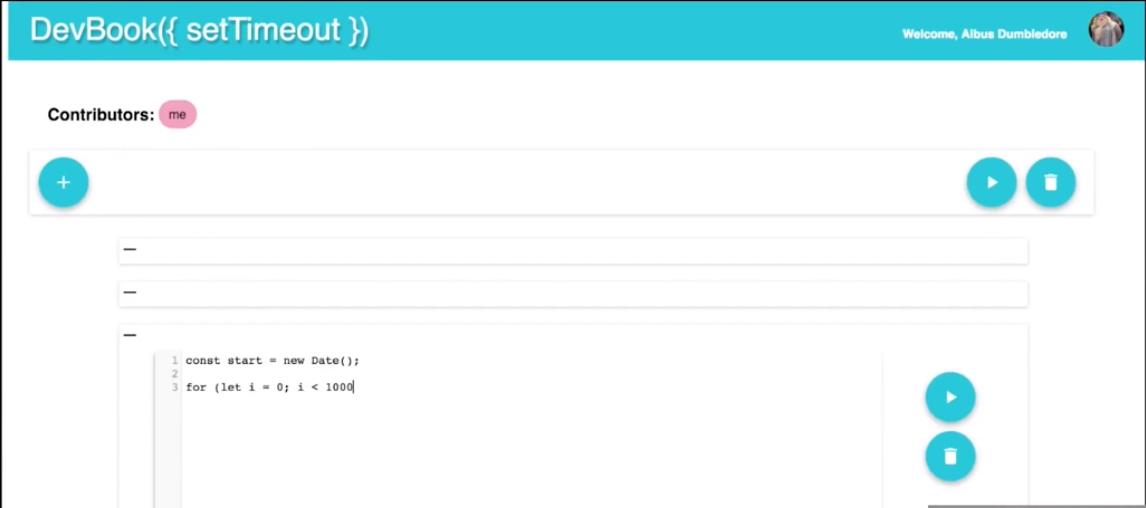 DevBook({ setTimeout })
Welcome, Albus Dumbledore
Contributors: me
+
1 const start = new Date();
2
3 for (let i = 0; i < 1000